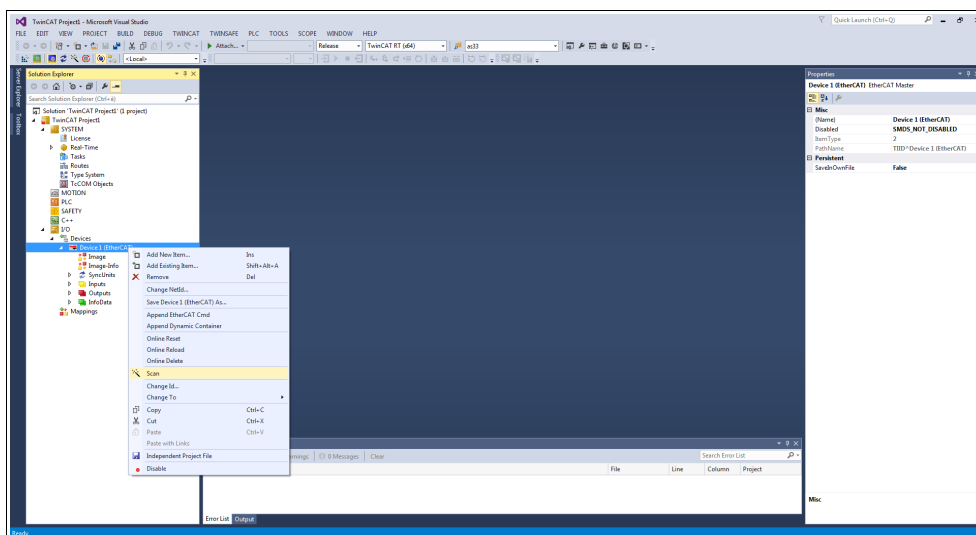 TwinCAT Project1 - Microsoft Visual Studio
Quick Launch (Ctrl+Q)
FILE EDIT VIEW PROJECT BUILD DEBUG TWINCAT TWINSAFE PLC TOOLS SCOPE WINDOW HELP
Attach... Release TwinCAT RT (x64) as33
<Local>
Server Explorer
Toolbox
Solution Explorer
Search Solution Explorer (Ctrl+è)
Solution 'TwinCAT Project1' (1 project)
TwinCAT Project1
SYSTEM
License
Real-Time
Tasks
Routes
Type System
TcCOM Objects
MOTION
PLC
SAFETY
C++
I/O
Devices
Device 1 (EtherCAT)
Image
Image-Info
SyncUnits
Inputs
Outputs
InfoData
Mappings
Add New Item... Ins
Add Existing Item... Shift+Alt+A
Remove Del
Change NetId...
Save Device 1 (EtherCAT) As...
Append EtherCAT Cmd
Append Dynamic Container
Online Reset
Online Reload
Online Delete
Scan
Change Id...
Change To
Copy Ctrl+C
Cut Ctrl+X
Paste Ctrl+V
Paste with Links
Independent Project File
Disable
0 Messages Clear
Search Error List
File Line Column Project
Error List Output
Properties
Device 1 (EtherCAT) EtherCAT Master
Misc
(Name) Device 1 (EtherCAT)
Disabled SMDS_NOT_DISABLED
ItemType 2
PathName TIID^Device 1 (EtherCAT)
Persistent
SaveInOwnFile False
Misc
Ready